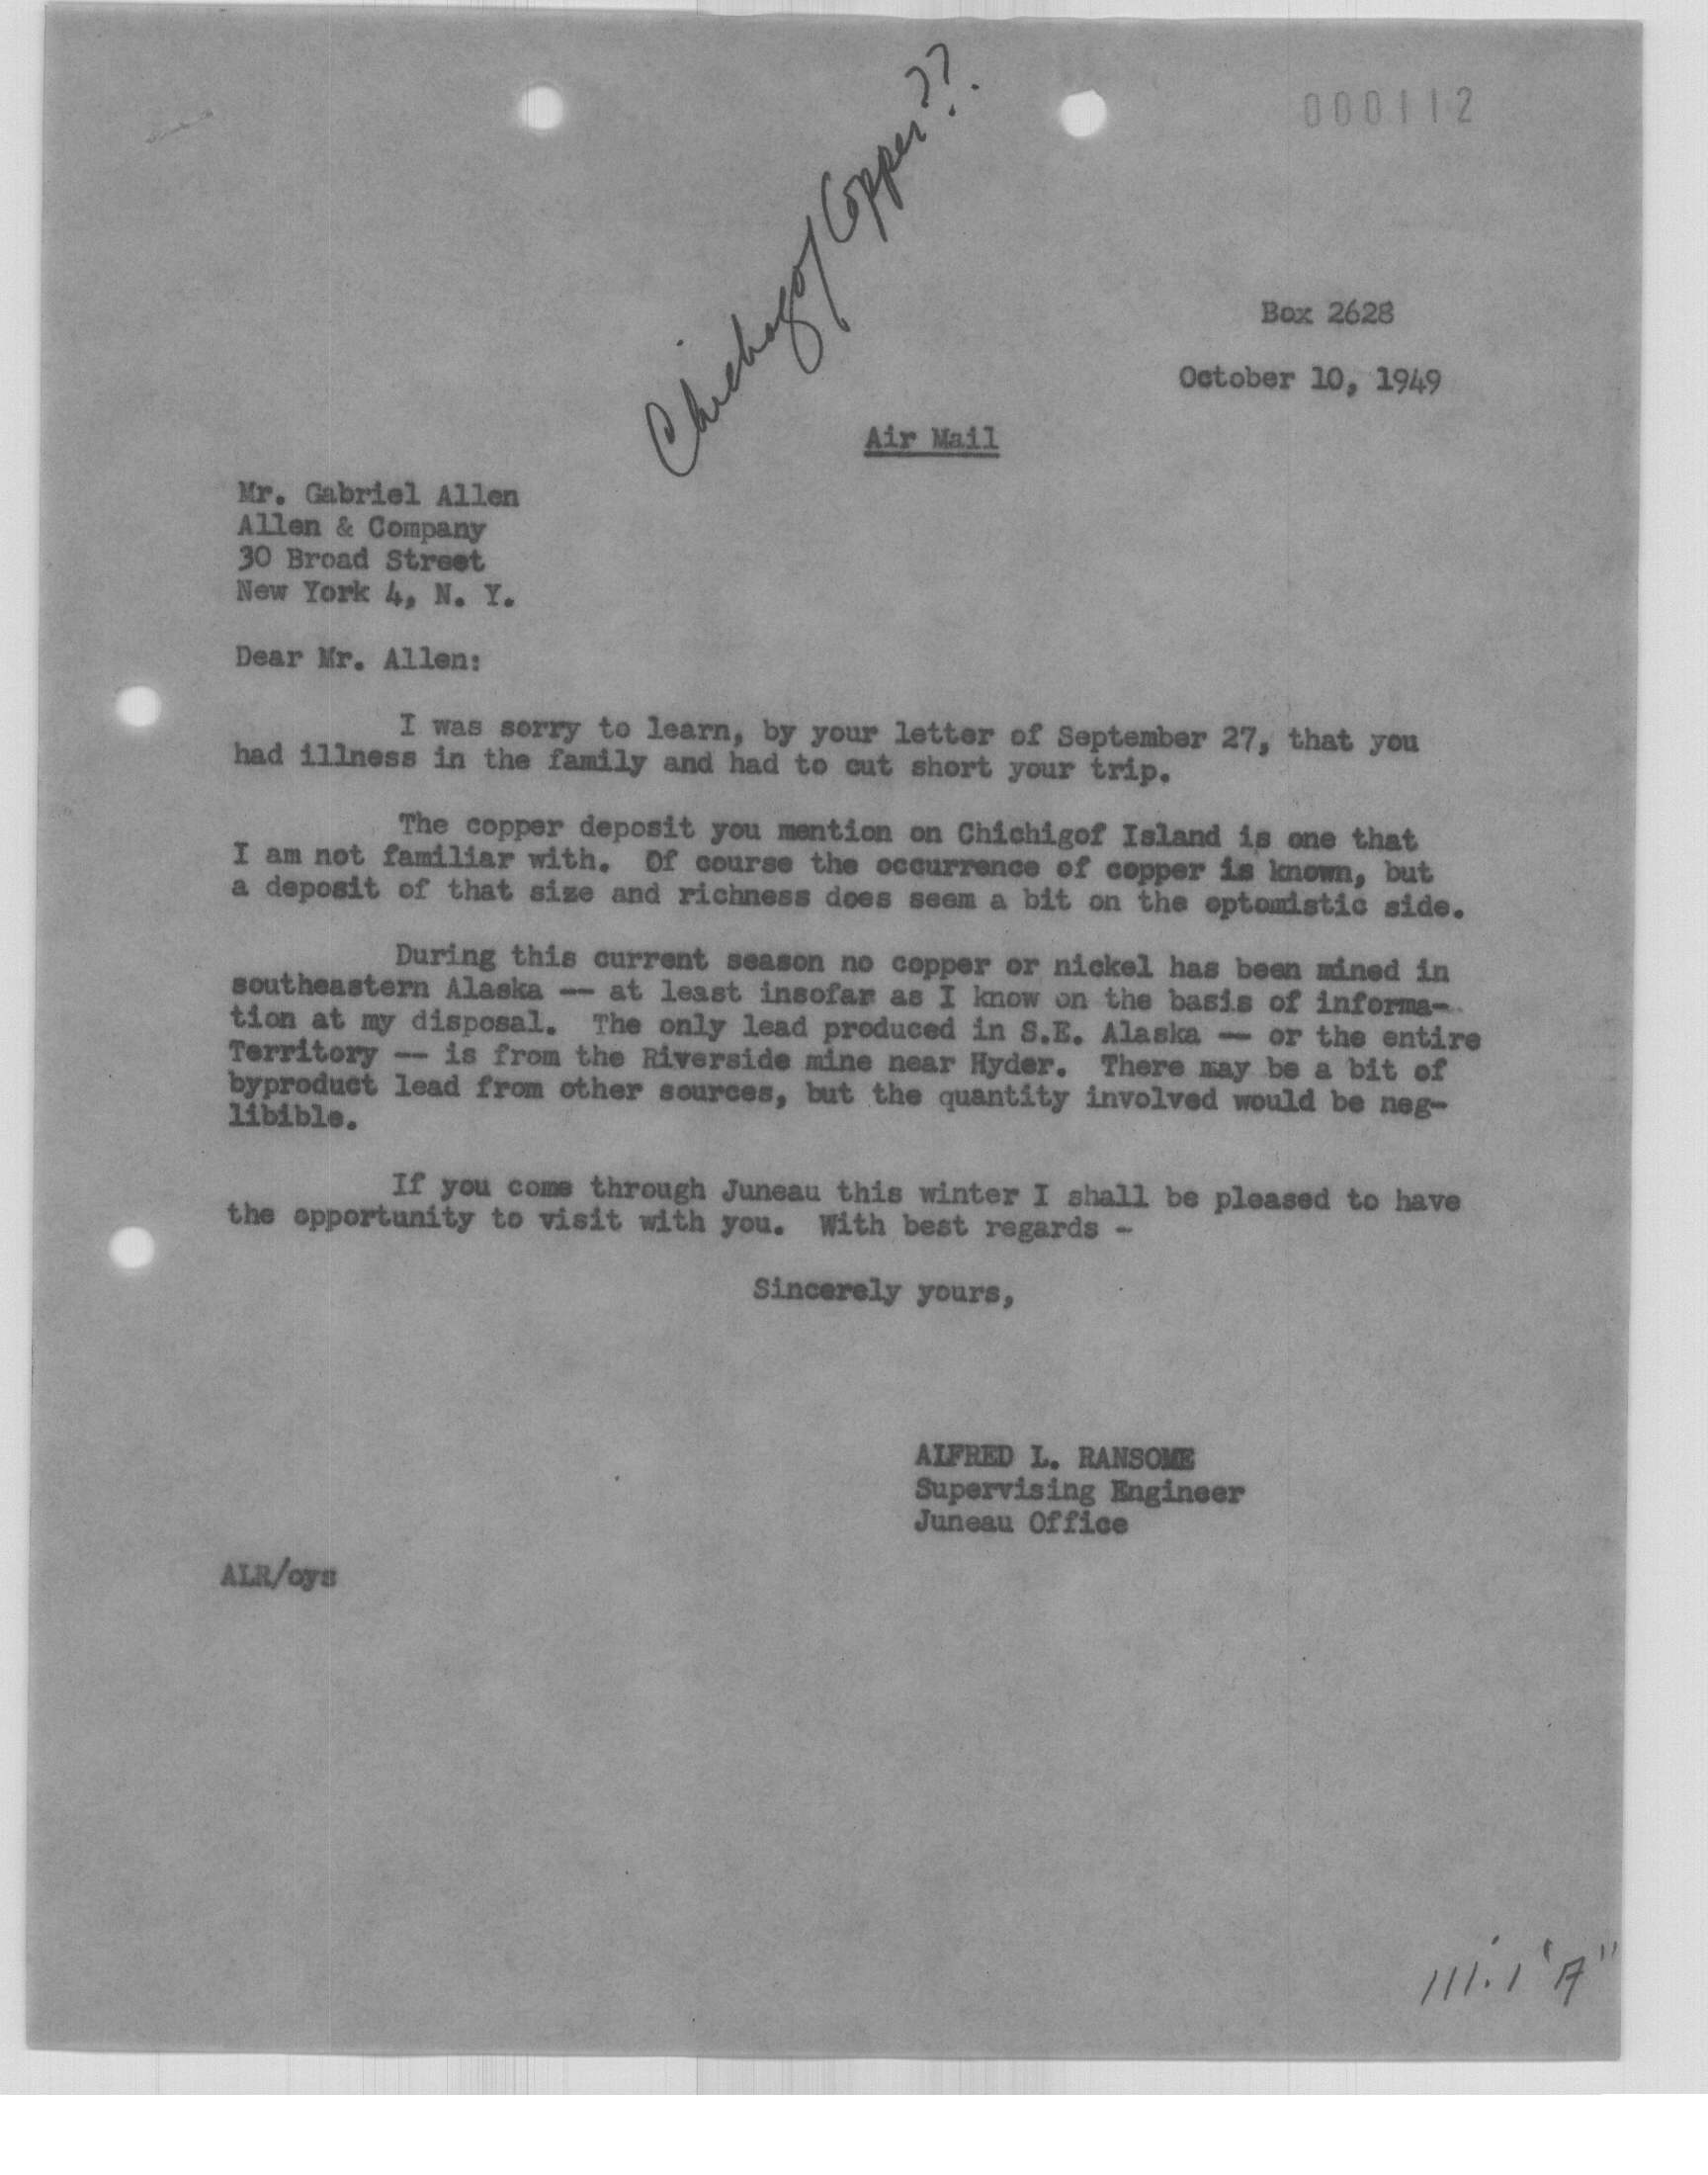 000112
Chichagof Copper??
Box 2628
October 10, 1949
Air Mail
Mr. Gabriel Allen
Allen & Company
30 Broad Street
New York 4, N. Y.
Dear Mr. Allen:
I was sorry to learn, by your letter of September 27, that you
had illness in the family and had to cut short your trip.
The copper deposit you mention on Chichigof Island is one that
I am not familiar with. Of course the occurrence of copper is known, but
a deposit of that size and richness does seem a bit on the optomistic side.
During this current season no copper or nickel has been mined in
southeastern Alaska -- at least insofar as I know on the basis of informa-
tion at my disposal. The only lead produced in S.E. Alaska -- or the entire
Territory -- is from the Riverside mine near Hyder. There may be a bit of
byproduct lead from other sources, but the quantity involved would be neg-
libible.
If you come through Juneau this winter I shall be pleased to have
the opportunity to visit with you. With best regards -
Sincerely yours,
ALFRED L. RANSOME
Supervising Engineer
Juneau Office
ALR/cys
111.1 "A"